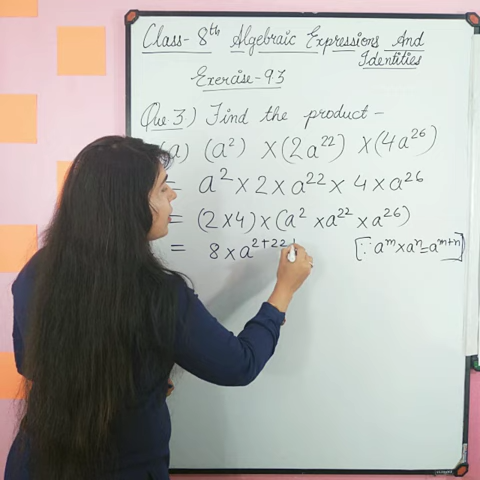 Class- 8th Algebraic Expressions And
Identities
Exercise-9.3
Que 3) Find the product-
(a) (a²) × (2a²²) × (4a²⁶)
= a² × 2 × a²² × 4 × a²⁶
= (2×4) × (a² × a²² × a²⁶)
= 8 × a²⁺²²⁺ [∵ aᵐ×aⁿ=aᵐ⁺ⁿ]